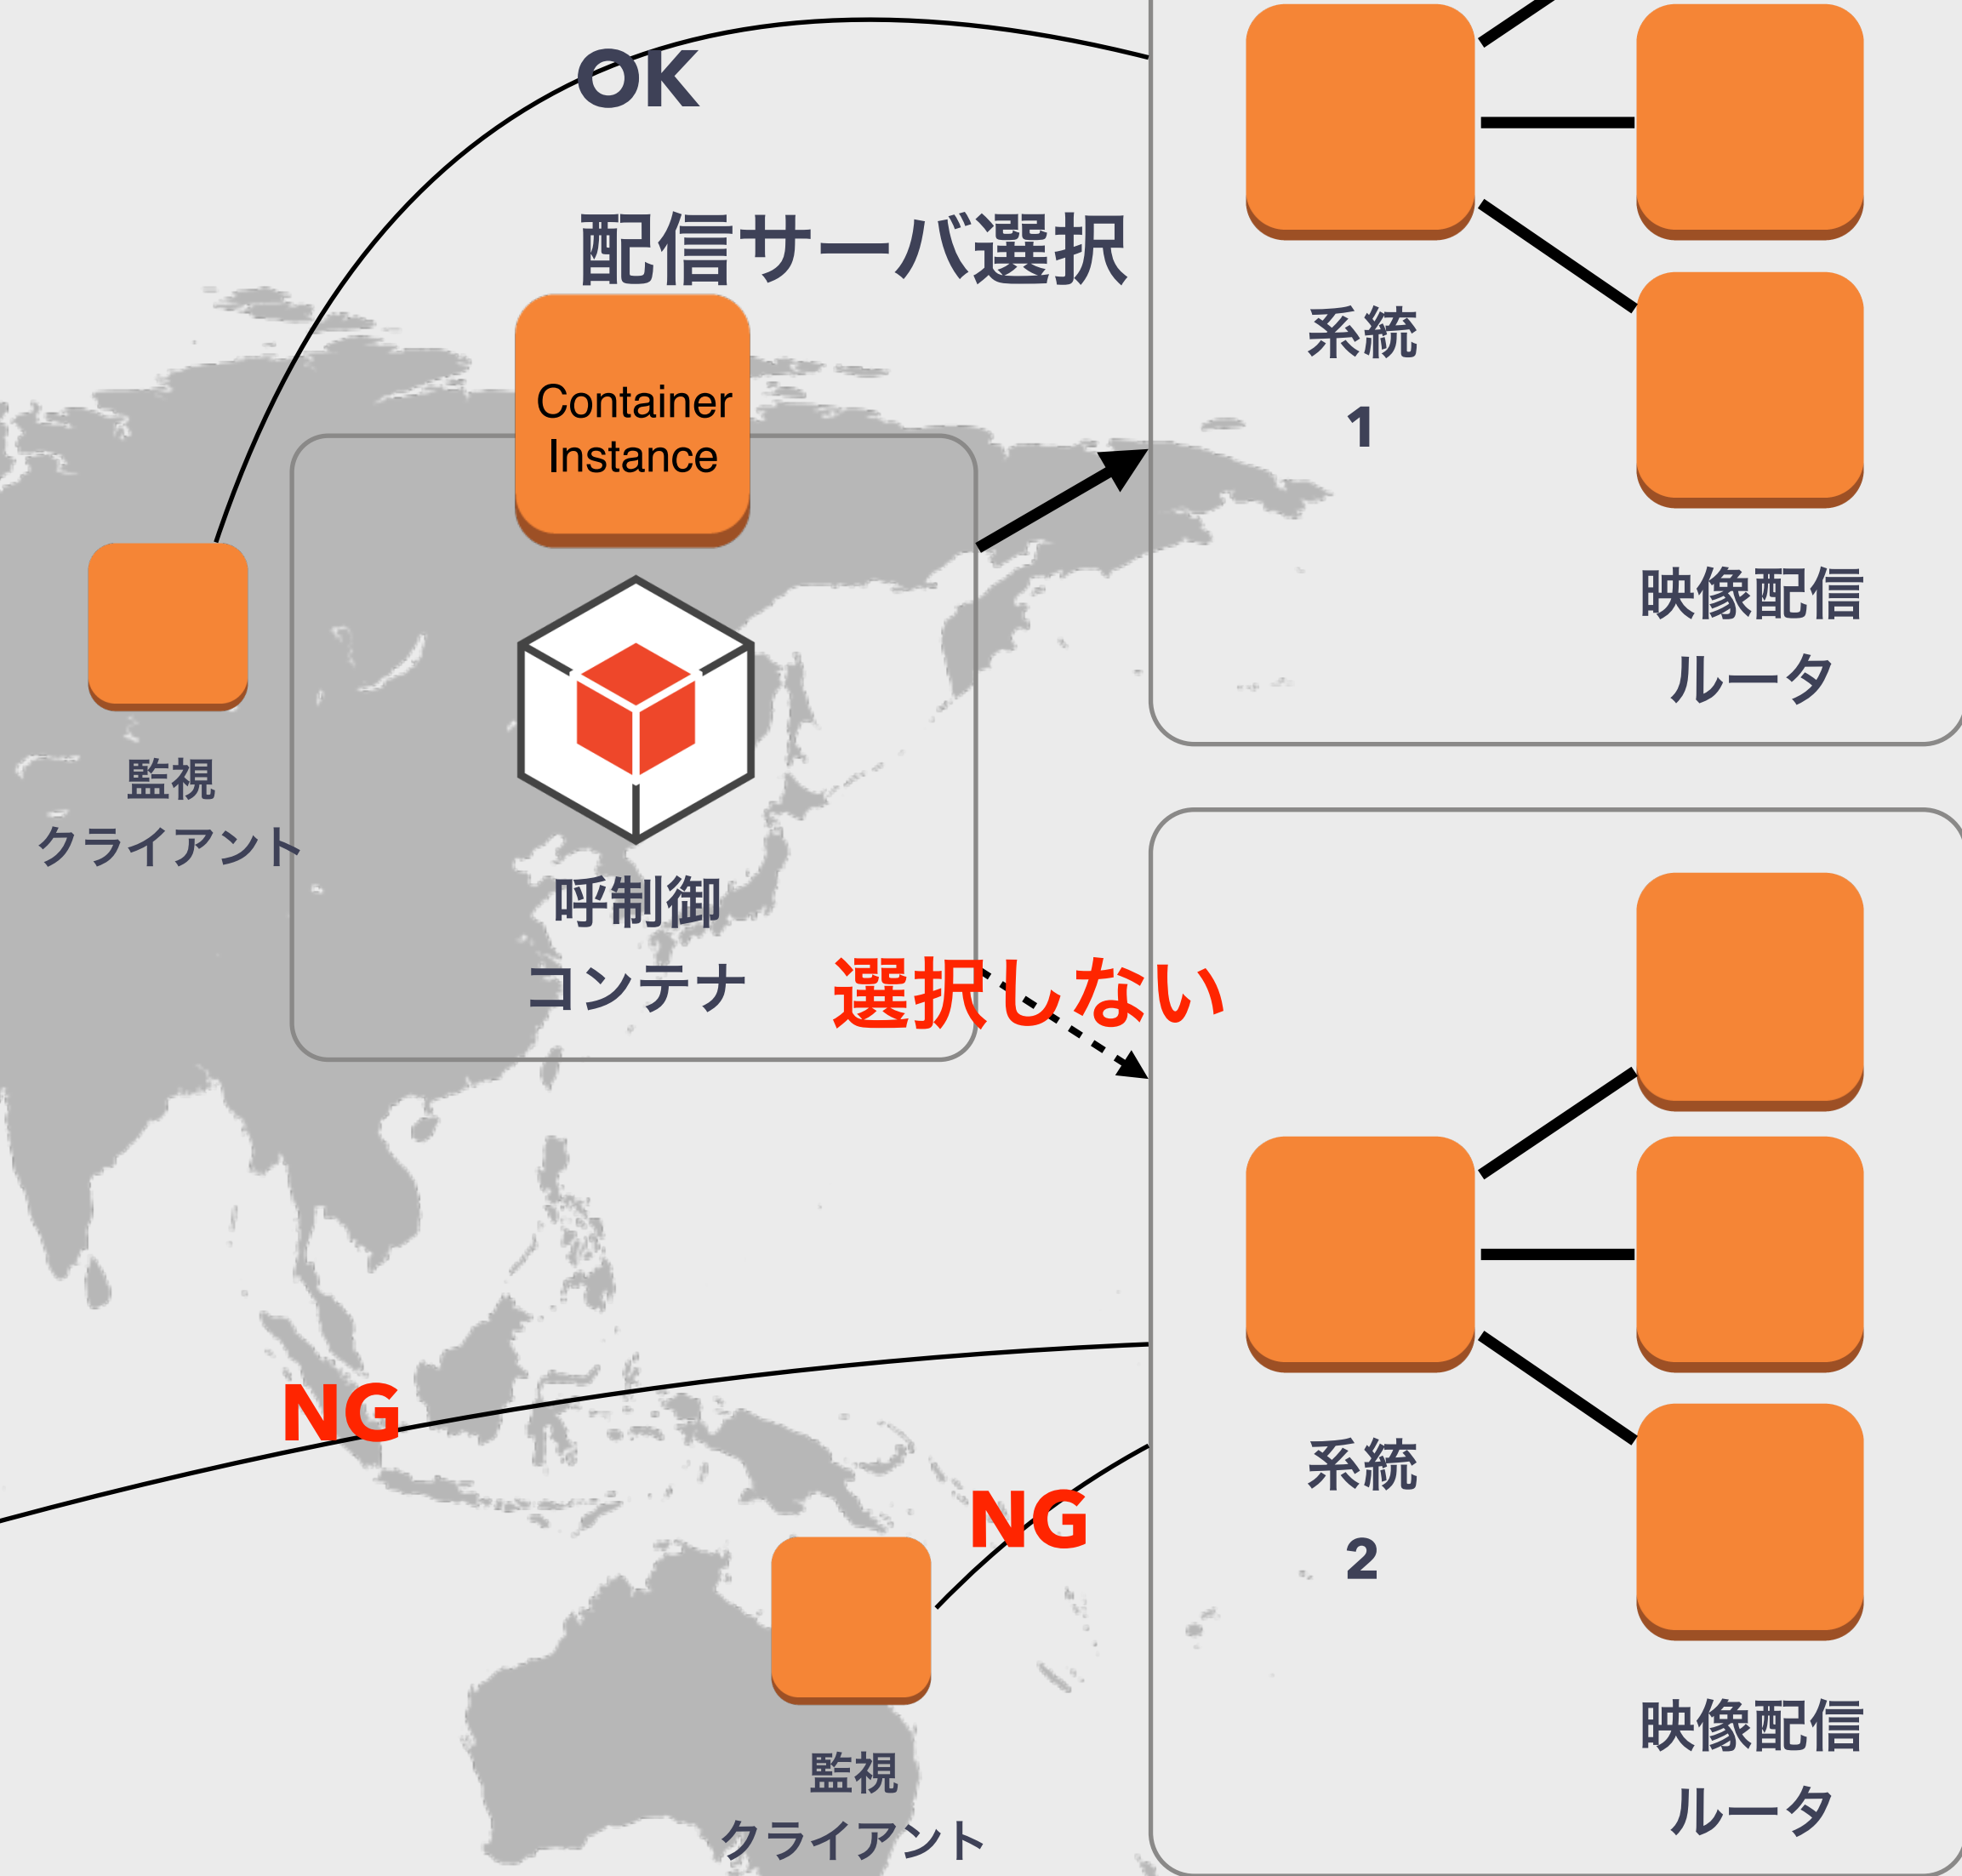 OK
配信サーバ選択
Container
Instance
系統
1
映像配信
ルータ
監視
クライアント
呼制御
コンテナ
選択しない
NG
NG
系統
2
映像配信
ルータ
監視
クライアント